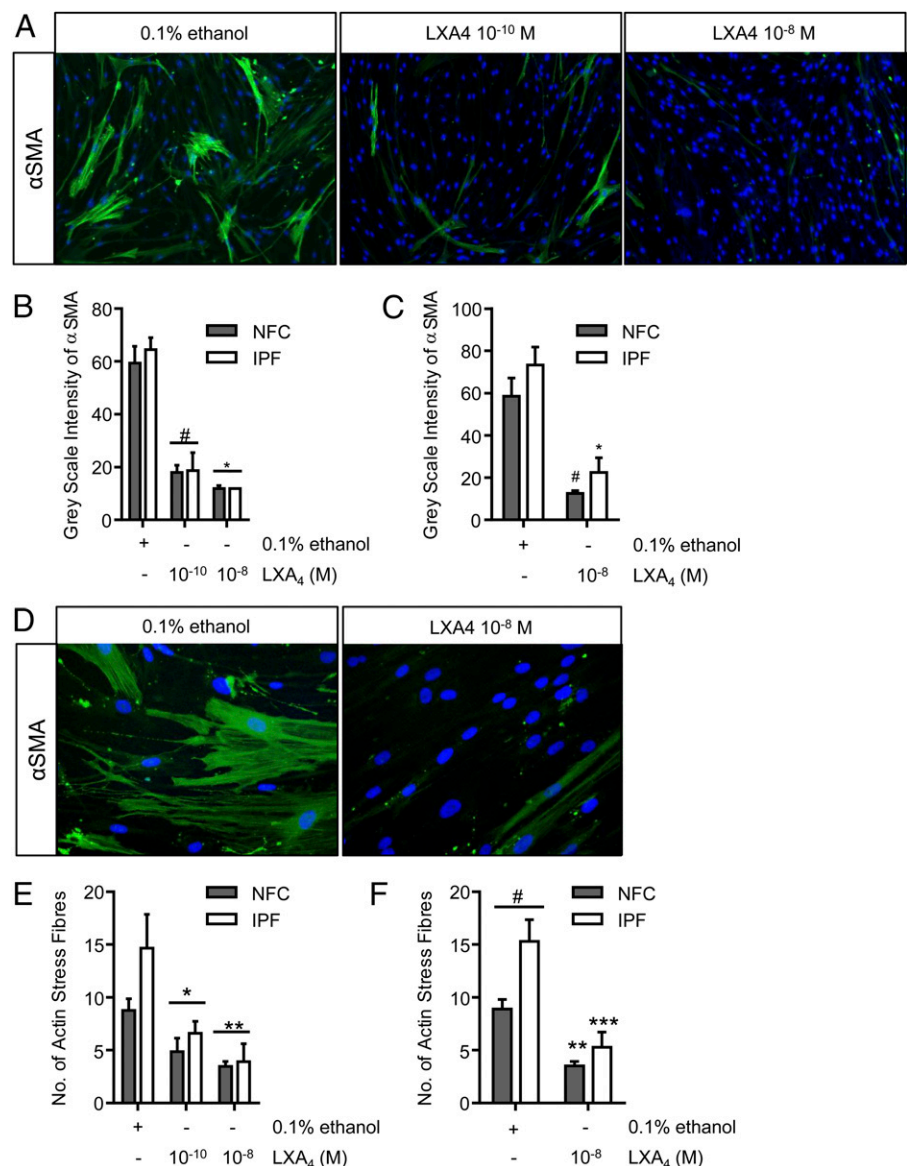 A
0.1% ethanol
LXA4 10⁻¹⁰ M
LXA4 10⁻⁸ M
αSMA
B
Grey Scale Intensity of αSMA
80
60
40
20
0
NFC
IPF
#
*
+ - - 0.1% ethanol
- 10⁻¹⁰ 10⁻⁸ LXA₄ (M)
C
Grey Scale Intensity of αSMA
100
80
60
40
20
0
NFC
IPF
# *
+ - 0.1% ethanol
- 10⁻⁸ LXA₄ (M)
D
0.1% ethanol
LXA4 10⁻⁸ M
αSMA
E
No. of Actin Stress Fibres
20
15
10
5
0
NFC
IPF
*
**
+ - - 0.1% ethanol
- 10⁻¹⁰ 10⁻⁸ LXA₄ (M)
F
No. of Actin Stress Fibres
20
15
10
5
0
NFC
IPF
#
** ***
+ - 0.1% ethanol
- 10⁻⁸ LXA₄ (M)